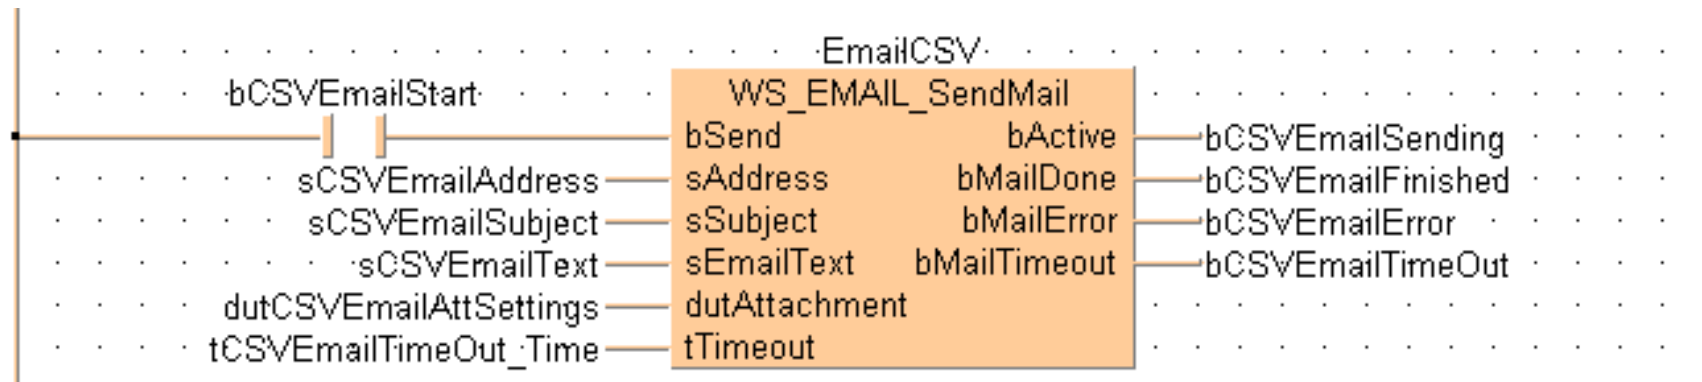 EmailCSV
bCSVEmailStart WS_EMAIL_SendMail
bSend bActive bCSVEmailSending
sCSVEmailAddress sAddress bMailDone bCSVEmailFinished
sCSVEmailSubject sSubject bMailError bCSVEmailError
sCSVEmailText sEmailText bMailTimeout bCSVEmailTimeOut
dutCSVEmailAttSettings dutAttachment
tCSVEmailTimeOut_Time tTimeout